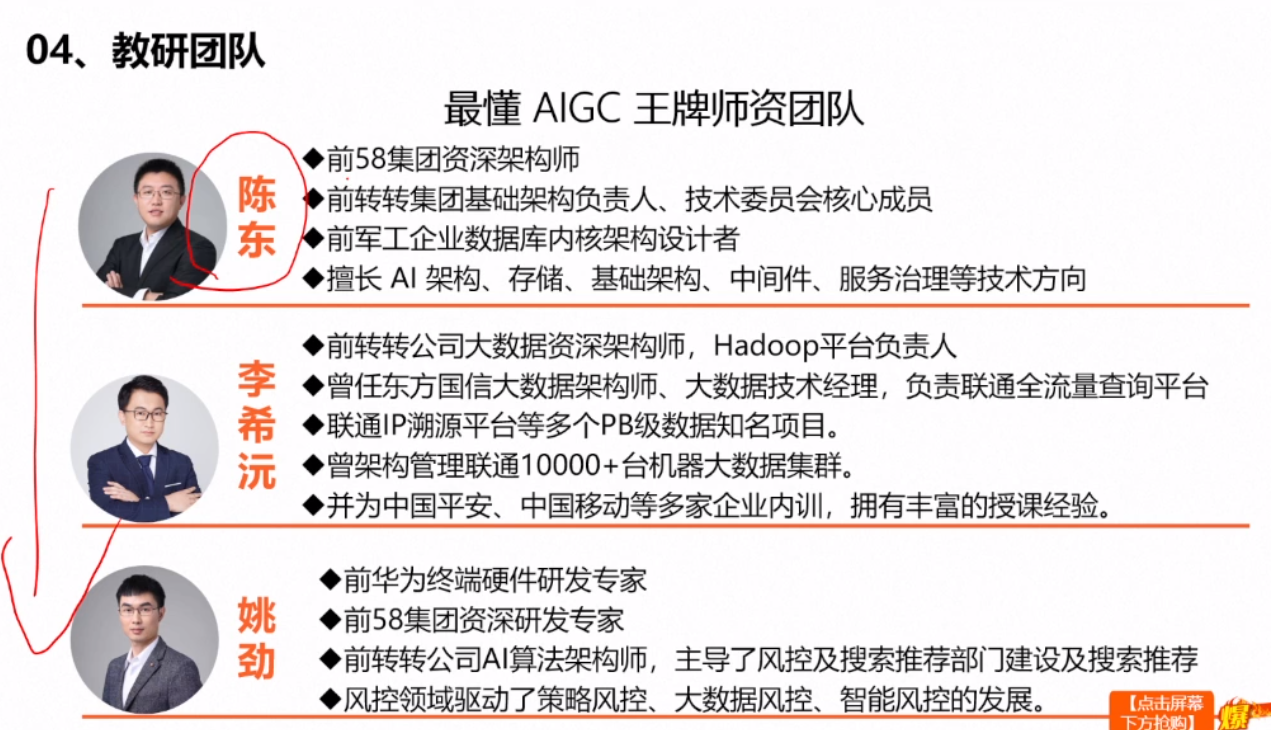 04、教研团队
最懂 AIGC 王牌师资团队
陈东
◆前58集团资深架构师
◆前转转集团基础架构负责人、技术委员会核心成员
◆前军工企业数据库内核架构设计者
◆擅长 AI 架构、存储、基础架构、中间件、服务治理等技术方向
李希沅
◆前转转公司大数据资深架构师，Hadoop平台负责人
◆曾任东方国信大数据架构师、大数据技术经理，负责联通全流量查询平台
◆联通IP溯源平台等多个PB级数据知名项目。
◆曾架构管理联通10000+台机器大数据集群。
◆并为中国平安、中国移动等多家企业内训，拥有丰富的授课经验。
姚劲
◆前华为终端硬件研发专家
◆前58集团资深研发专家
◆前转转公司AI算法架构师，主导了风控及搜索推荐部门建设及搜索推荐
◆风控领域驱动了策略风控、大数据风控、智能风控的发展。
【点击屏幕
下方抢购】
爆